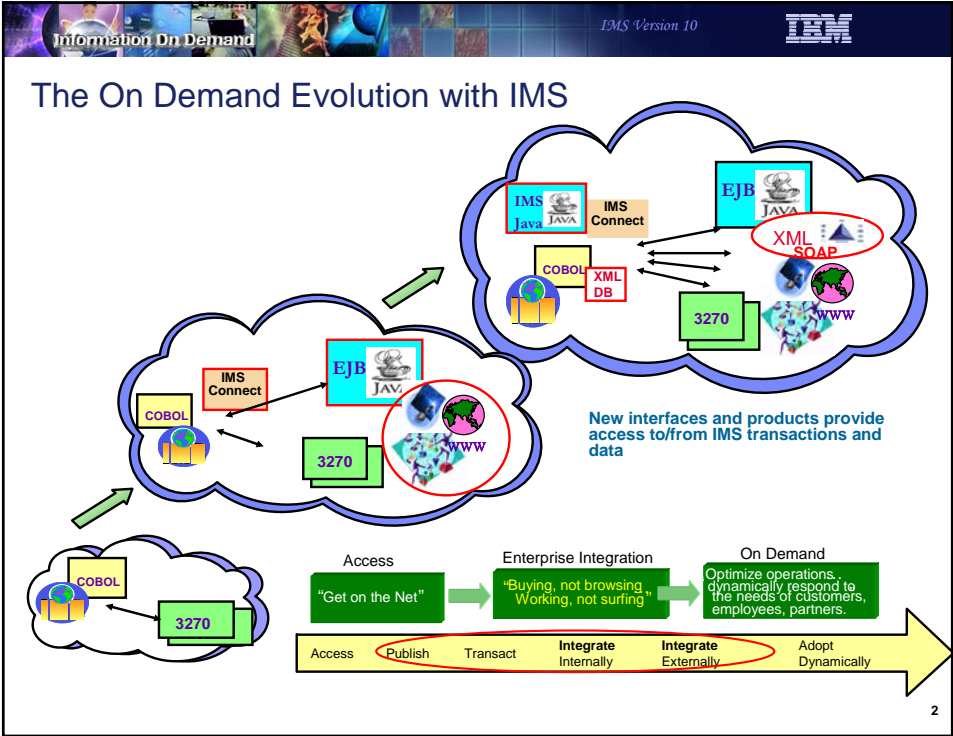 Information On Demand
IMS Version 10
IBM
The On Demand Evolution with IMS
IMS
Java
JAVA
IMS
Connect
EJB
JAVA
XML
SOAP
COBOL
XML
DB
3270
WWW
IMS
Connect
EJB
JAVA
COBOL
3270
WWW
New interfaces and products provide
access to/from IMS transactions and
data
COBOL
3270
Access
Enterprise Integration
On Demand
“Get on the Net”
“Buying, not browsing
Working, not surfing”
Optimize operations..
dynamically respond to
the needs of customers,
employees, partners.
Access
Publish
Transact
Integrate
Internally
Integrate
Externally
Adopt
Dynamically
2